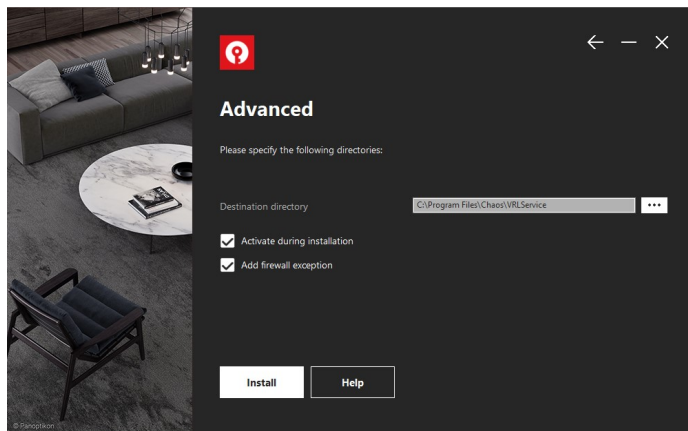 Advanced
Please specify the following directories:
Destination directory
C:\Program Files\Chaos\VRLService
...
Activate during installation
Add firewall exception
Install
Help
© Panoptikon